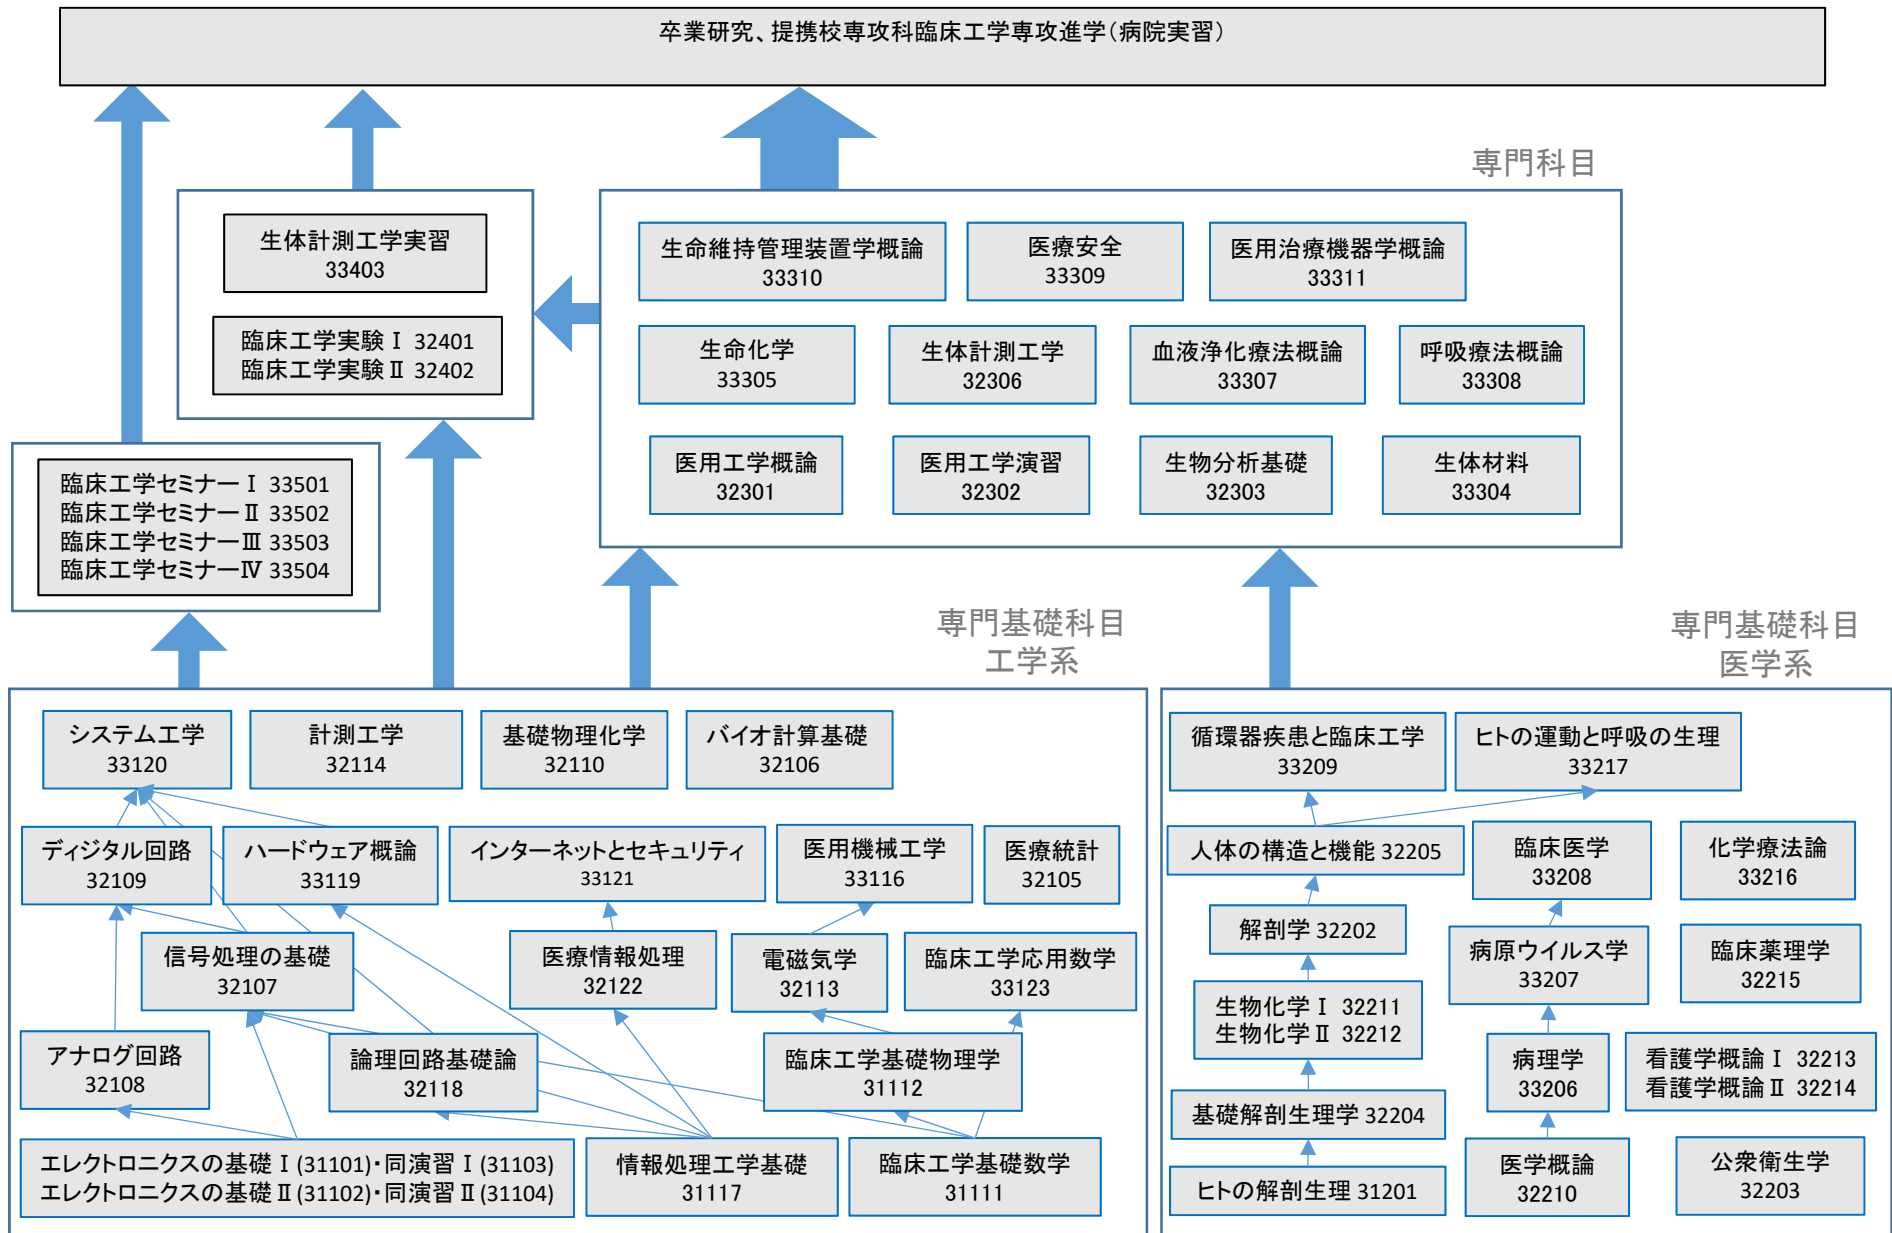 卒業研究、提携校専攻科臨床工学専攻進学(病院実習)
専門科目
生体計測工学実習
33403
臨床工学実験Ⅰ 32401
臨床工学実験Ⅱ 32402
生命維持管理装置学概論
33310
医療安全
33309
医用治療機器学概論
33311
生命化学
33305
生体計測工学
32306
血液浄化療法概論
33307
呼吸療法概論
33308
医用工学概論
32301
医用工学演習
32302
生物分析基礎
32303
生体材料
33304
臨床工学セミナーⅠ 33501
臨床工学セミナーⅡ 33502
臨床工学セミナーⅢ 33503
臨床工学セミナーⅣ 33504
専門基礎科目
工学系
システム工学
33120
計測工学
32114
基礎物理化学
32110
バイオ計算基礎
32106
ディジタル回路
32109
ハードウェア概論
33119
インターネットとセキュリティ
33121
医用機械工学
33116
医療統計
32105
信号処理の基礎
32107
医療情報処理
32122
電磁気学
32113
臨床工学応用数学
33123
アナログ回路
32108
論理回路基礎論
32118
臨床工学基礎物理学
31112
エレクトロニクスの基礎Ⅰ(31101)・同演習Ⅰ(31103)
エレクトロニクスの基礎Ⅱ(31102)・同演習Ⅱ(31104)
情報処理工学基礎
31117
臨床工学基礎数学
31111
専門基礎科目
医学系
循環器疾患と臨床工学
33209
ヒトの運動と呼吸の生理
33217
人体の構造と機能 32205
臨床医学
33208
化学療法論
33216
解剖学 32202
病原ウイルス学
33207
臨床薬理学
32215
生物化学Ⅰ 32211
生物化学Ⅱ 32212
病理学
33206
看護学概論Ⅰ 32213
看護学概論Ⅱ 32214
基礎解剖生理学 32204
ヒトの解剖生理 31201
医学概論
32210
公衆衛生学
32203